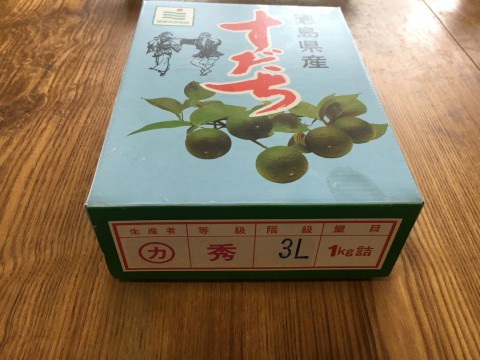 徳島県産
すだち
生産者 等級 階級 量目
カ 秀 3L 1kg詰